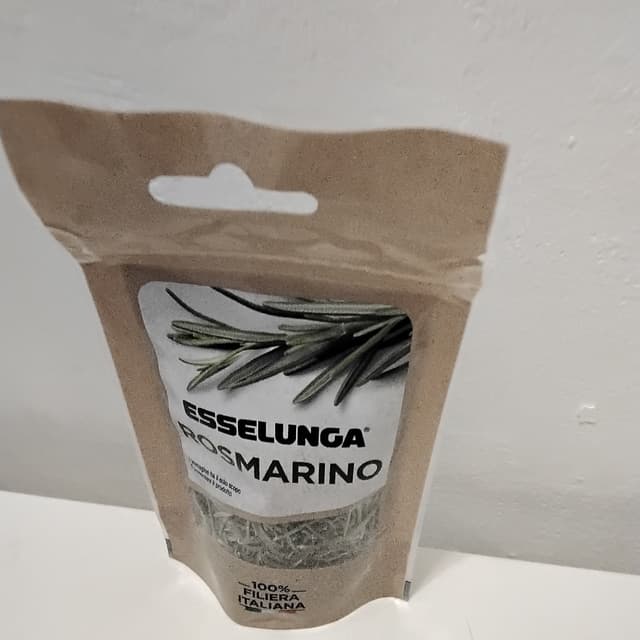 ESSELUNGA®
ROSMARINO
100%
FILIERA
ITALIANA